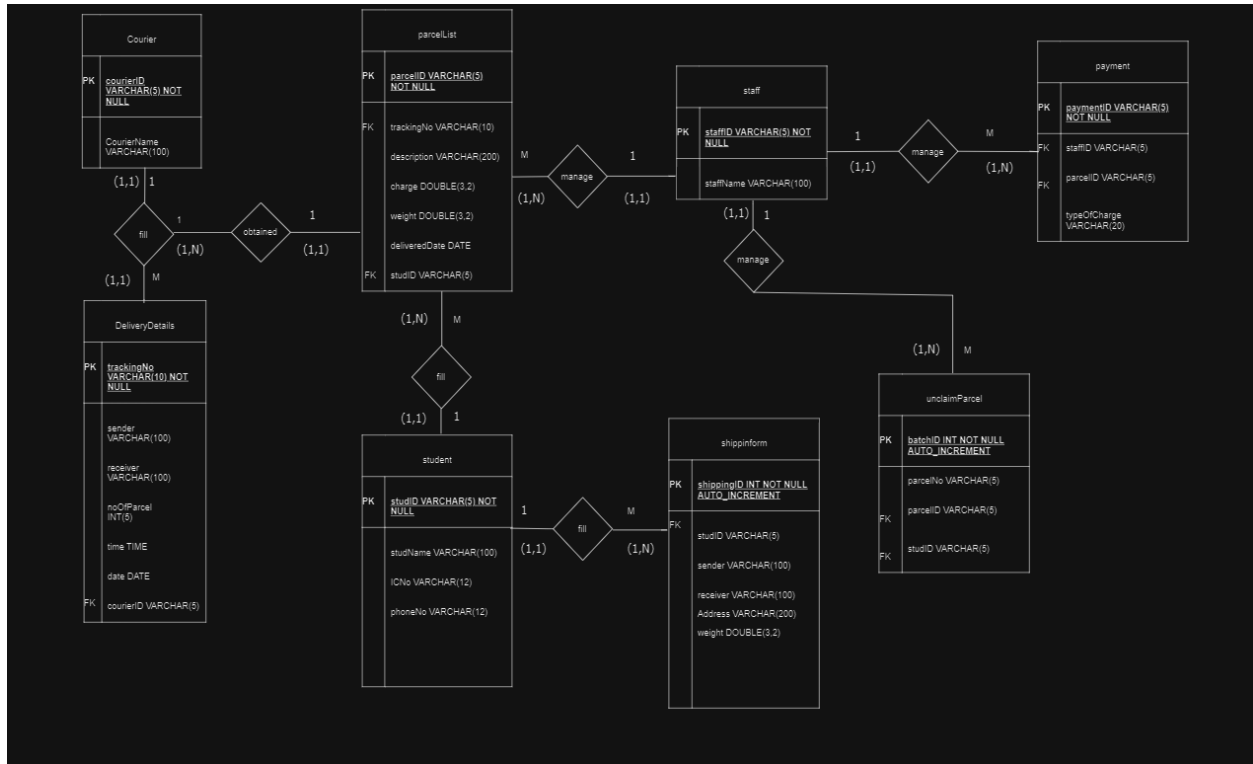 Courier
PK
courierID
VARCHAR(5) NOT
NULL
CourierName
VARCHAR(100)
(1,1)
1
fill
1
(1,N)
obtained
1
(1,1)
(1,1)
M
DeliveryDetails
PK
trackingNo
VARCHAR(10) NOT
NULL
sender
VARCHAR(100)
receiver
VARCHAR(100)
noOfParcel
INT(5)
time TIME
date DATE
FK
courierID VARCHAR(5)
parcelList
PK
parcelID VARCHAR(5)
NOT NULL
FK
trackingNo VARCHAR(10)
description VARCHAR(200)
charge DOUBLE(3,2)
weight DOUBLE(3,2)
deliveredDate DATE
FK
studID VARCHAR(5)
(1,N)
M
fill
(1,1)
1
student
PK
studID VARCHAR(5) NOT
NULL
studName VARCHAR(100)
ICNo VARCHAR(12)
phoneNo VARCHAR(12)
M
(1,N)
manage
1
(1,1)
staff
PK
staffID VARCHAR(5) NOT
NULL
staffName VARCHAR(100)
1
(1,1)
manage
M
(1,N)
payment
PK
paymentID VARCHAR(5)
NOT NULL
FK
staffID VARCHAR(5)
FK
parcelID VARCHAR(5)
typeOfCharge
VARCHAR(20)
(1,1)
1
manage
(1,N)
M
unclaimParcel
PK
batchID INT NOT NULL
AUTO_INCREMENT
parcelNo VARCHAR(5)
FK
parcelID VARCHAR(5)
FK
studID VARCHAR(5)
1
(1,1)
fill
M
(1,N)
shippinform
PK
shippingID INT NOT NULL
AUTO_INCREMENT
FK
studID VARCHAR(5)
sender VARCHAR(100)
receiver VARCHAR(100)
Address VARCHAR(200)
weight DOUBLE(3,2)